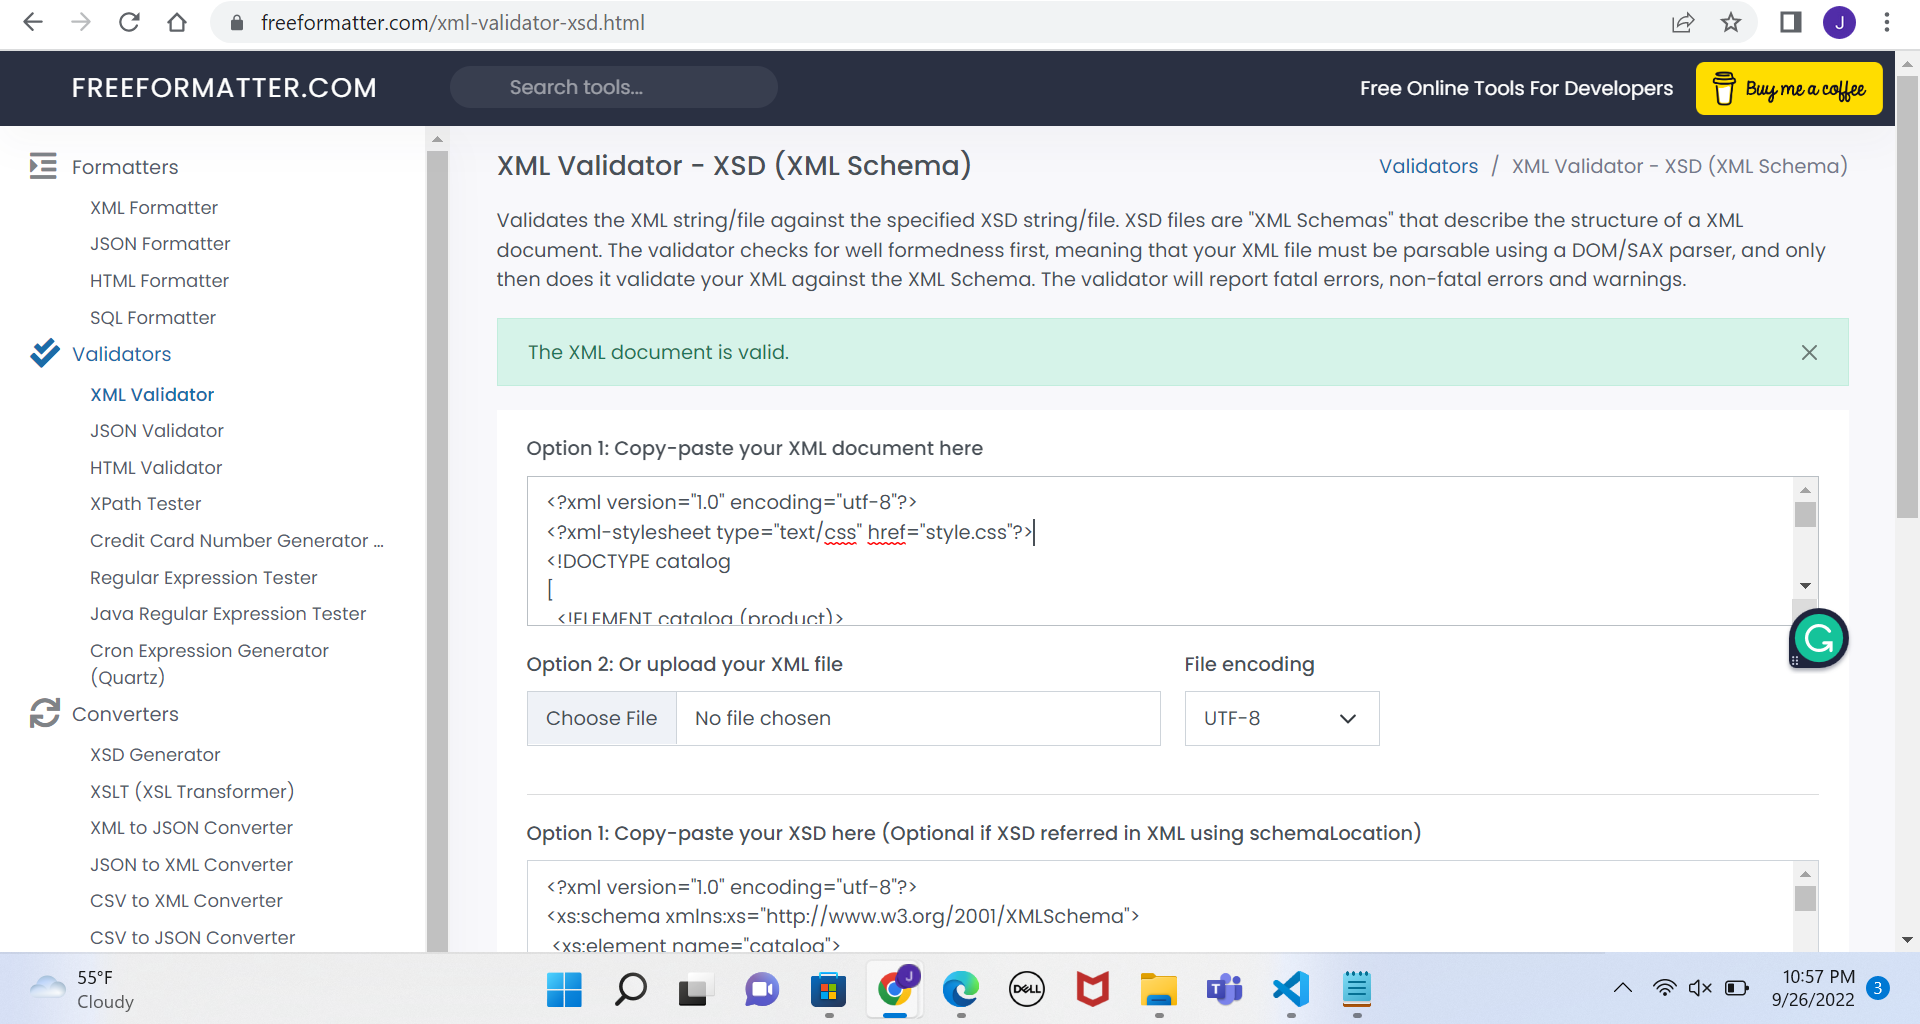 freeformatter.com/xml-validator-xsd.html
J
FREEFORMATTER.COM
Search tools...
Free Online Tools For Developers
Buy me a coffee
Formatters
XML Formatter
JSON Formatter
HTML Formatter
SQL Formatter
Validators
XML Validator
JSON Validator
HTML Validator
XPath Tester
Credit Card Number Generator ...
Regular Expression Tester
Java Regular Expression Tester
Cron Expression Generator
(Quartz)
Converters
XSD Generator
XSLT (XSL Transformer)
XML to JSON Converter
JSON to XML Converter
CSV to XML Converter
CSV to JSON Converter
XML Validator - XSD (XML Schema)
Validators / XML Validator - XSD (XML Schema)
Validates the XML string/file against the specified XSD string/file. XSD files are "XML Schemas" that describe the structure of a XML
document. The validator checks for well formedness first, meaning that your XML file must be parsable using a DOM/SAX parser, and only
then does it validate your XML against the XML Schema. The validator will report fatal errors, non-fatal errors and warnings.
The XML document is valid.
Option 1: Copy-paste your XML document here
<?xml version="1.0" encoding="utf-8"?>
<?xml-stylesheet type="text/css" href="style.css"?>
<!DOCTYPE catalog
[
<!ELEMENT catalog (product)>
Option 2: Or upload your XML file
File encoding
Choose File
No file chosen
UTF-8
Option 1: Copy-paste your XSD here (Optional if XSD referred in XML using schemaLocation)
<?xml version="1.0" encoding="utf-8"?>
<xs:schema xmlns:xs="http://www.w3.org/2001/XMLSchema">
<xs:element name="catalog">
55°F
Cloudy
J
DELL
T
10:57 PM
9/26/2022
3